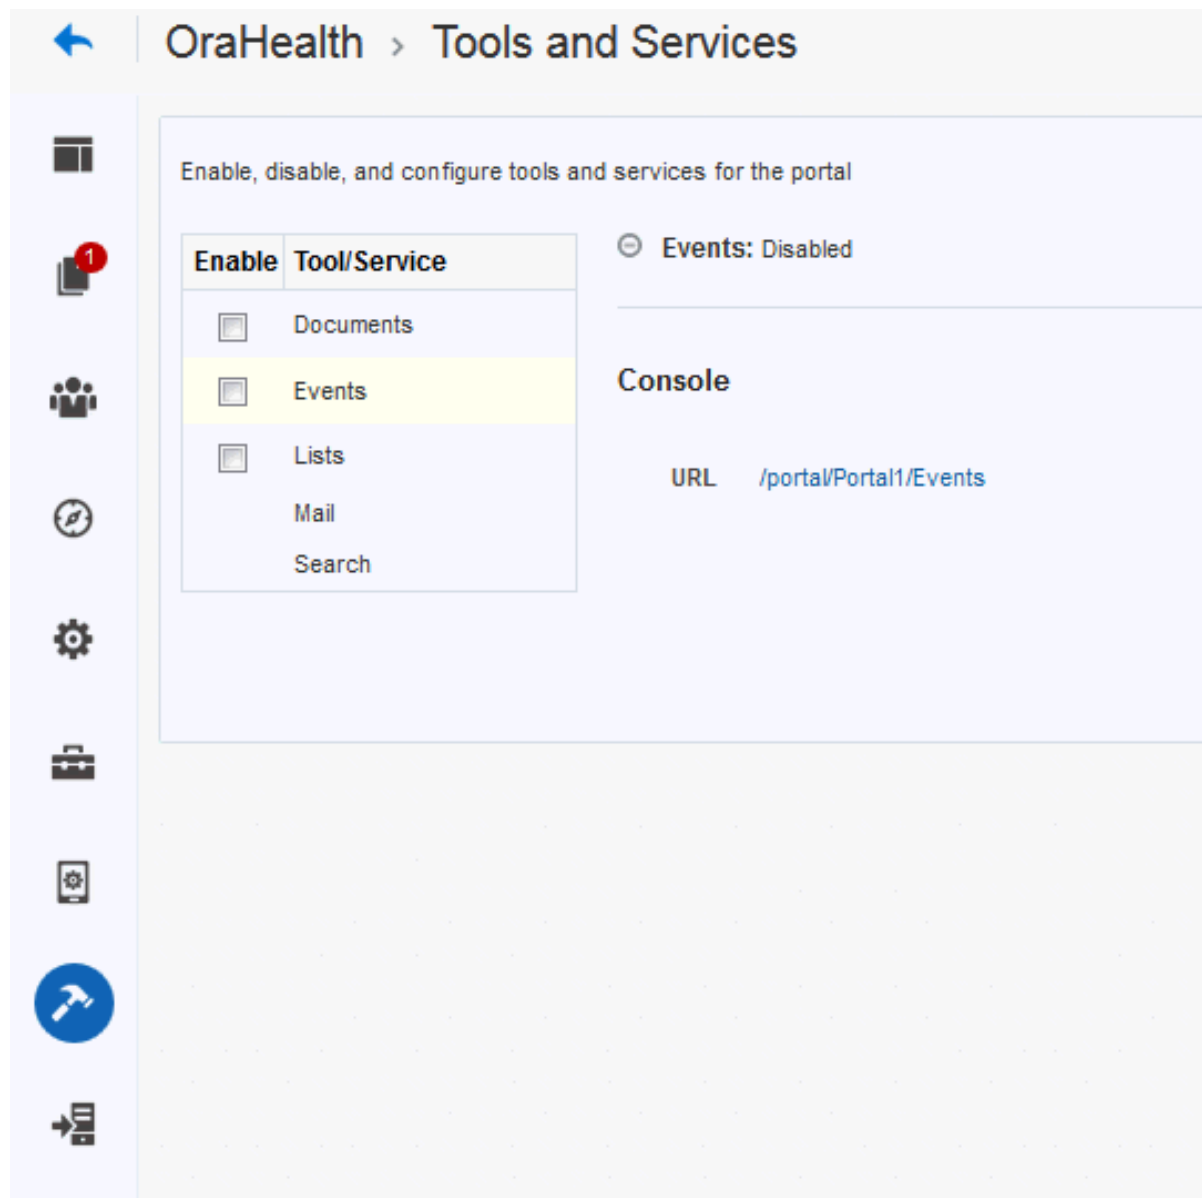 OraHealth > Tools and Services
1
Enable, disable, and configure tools and services for the portal
Enable Tool/Service
Documents
Events
Lists
Mail
Search
Events: Disabled
Console
URL /portal/Portal1/Events